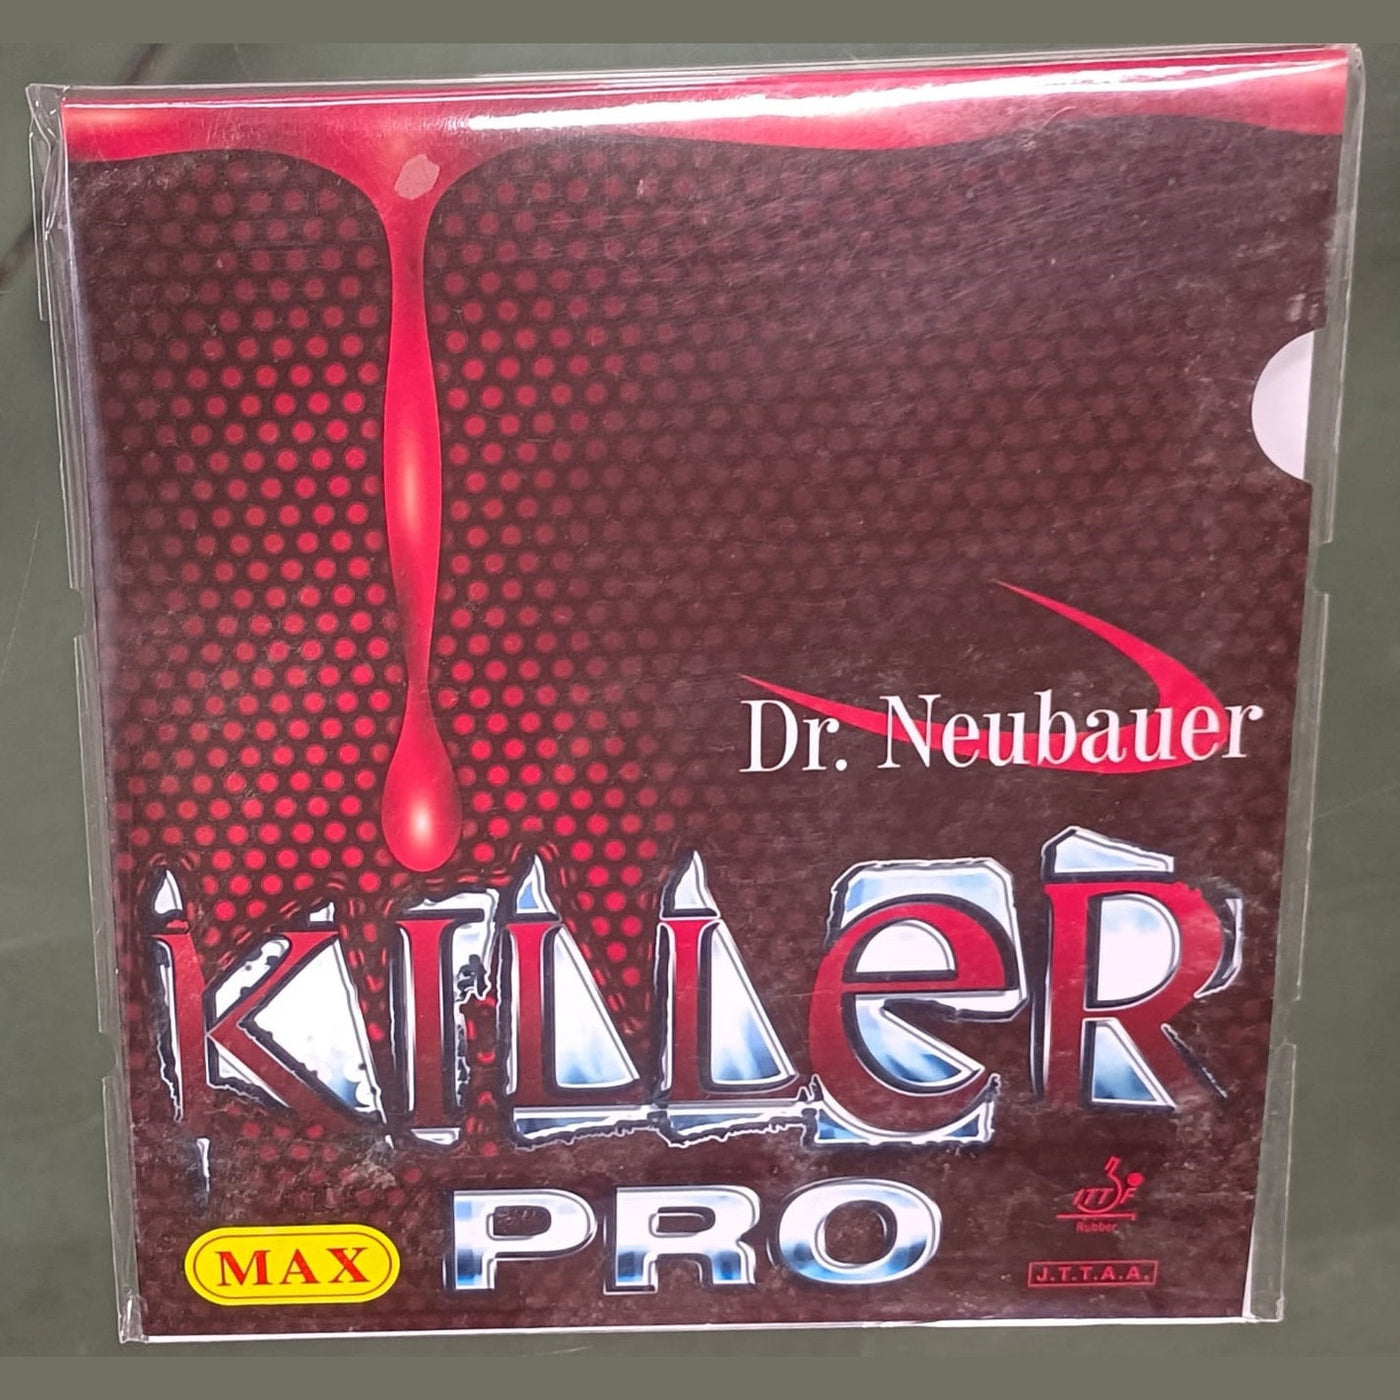 Dr. Neubauer
KILLeR
PRO
MAX
ITTF
Rubber
J.T.T.A.A.